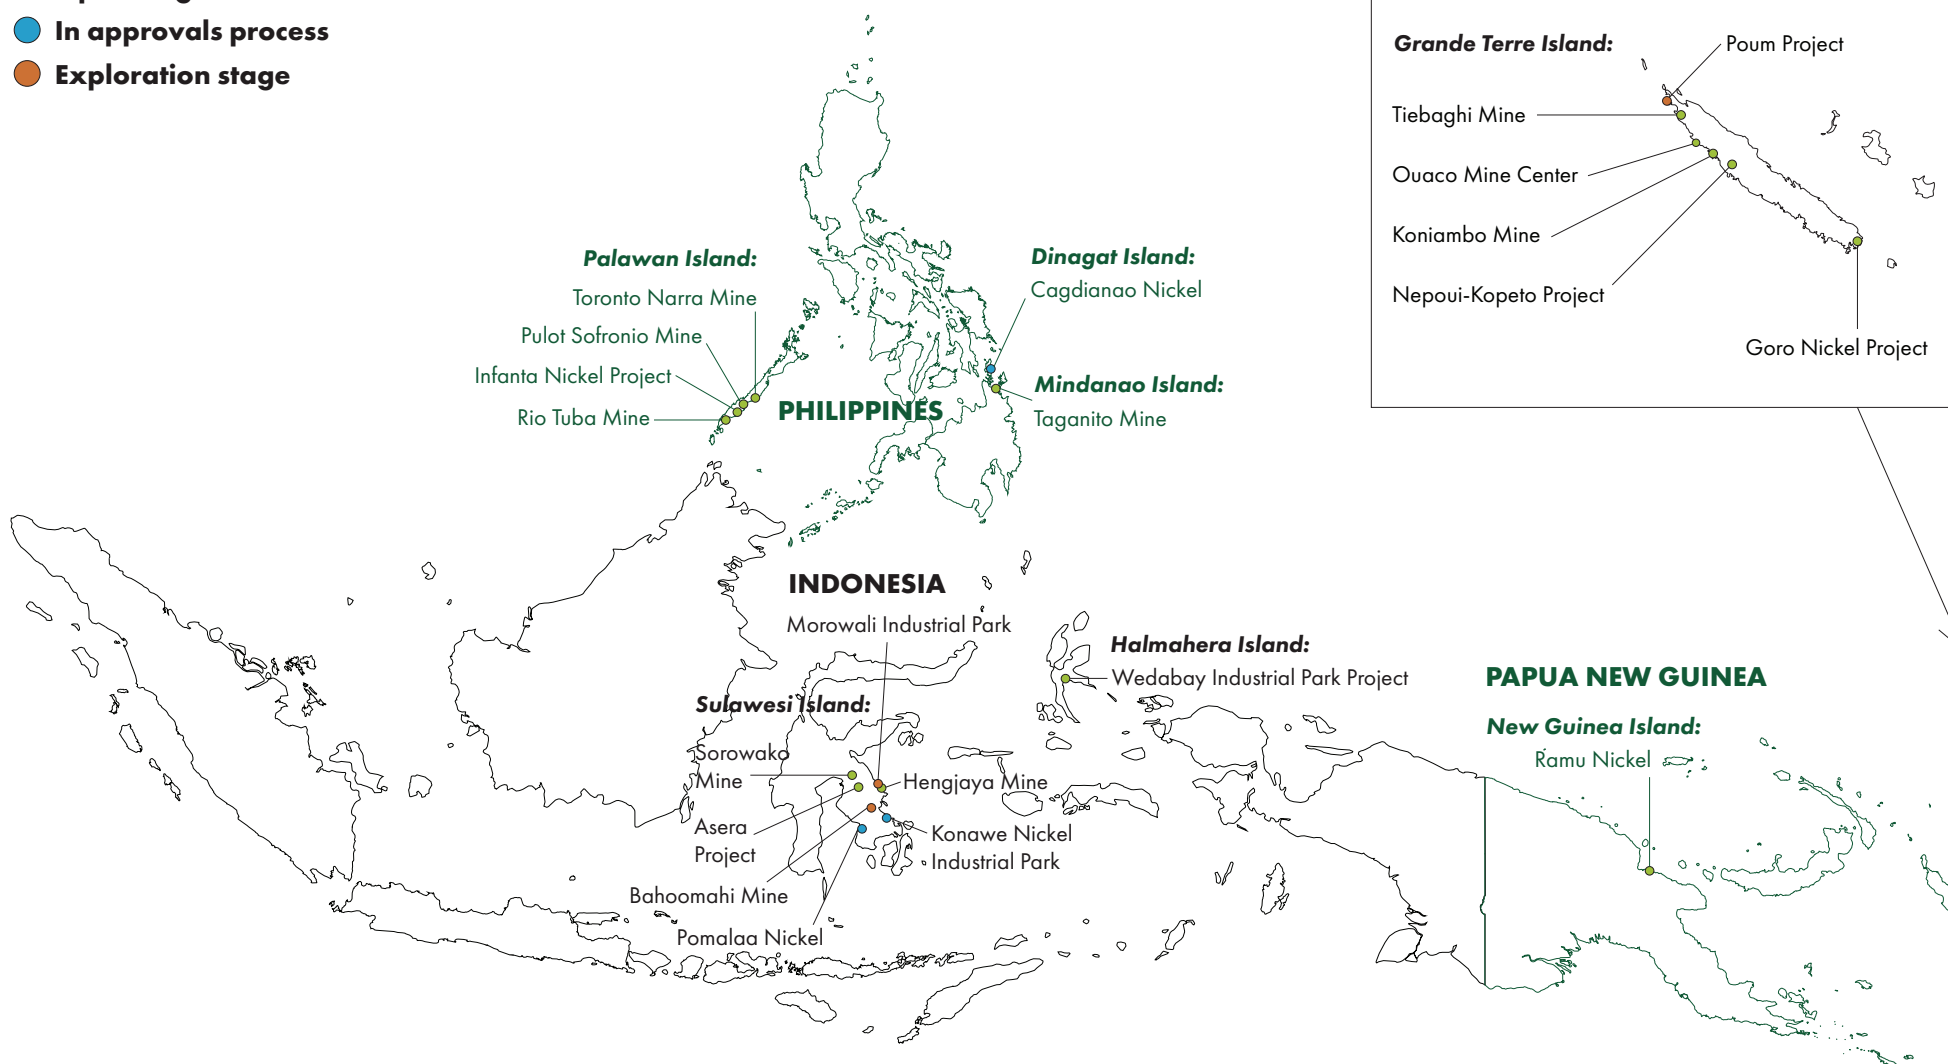 In approvals process
Exploration stage
Grande Terre Island:
Poum Project
Tiebaghi Mine
Ouaco Mine Center
Koniambo Mine
Nepoui-Kopeto Project
Goro Nickel Project
Palawan Island:
Toronto Narra Mine
Pulot Sofronio Mine
Infanta Nickel Project
Rio Tuba Mine
PHILIPPINES
Dinagat Island:
Cagdianao Nickel
Mindanao Island:
Taganito Mine
INDONESIA
Morowali Industrial Park
Sulawesi Island:
Sorowako
Mine
Hengjaya Mine
Asera
Project
Konawe Nickel
Industrial Park
Bahoomahi Mine
Pomalaa Nickel
Halmahera Island:
Wedabay Industrial Park Project
PAPUA NEW GUINEA
New Guinea Island:
Ramu Nickel